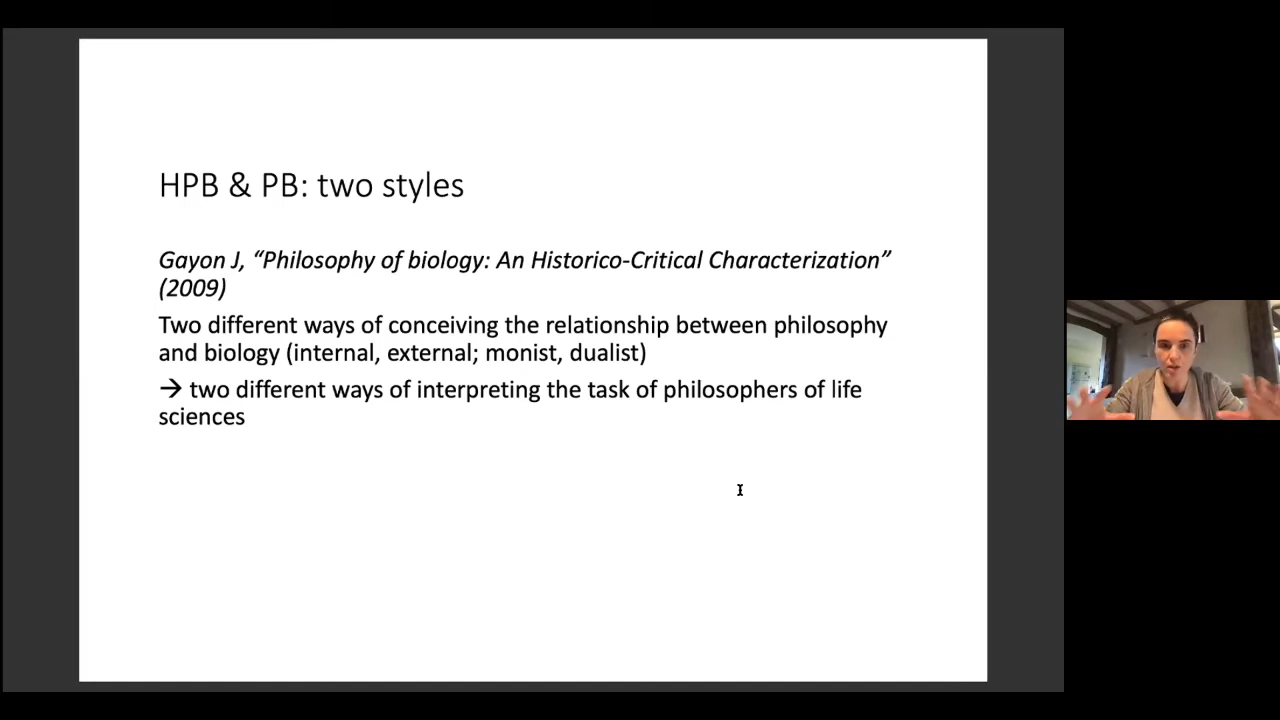 HPB & PB: two styles
Gayon J, “Philosophy of biology: An Historico-Critical Characterization”
(2009)
Two different ways of conceiving the relationship between philosophy
and biology (internal, external; monist, dualist)
→ two different ways of interpreting the task of philosophers of life
sciences